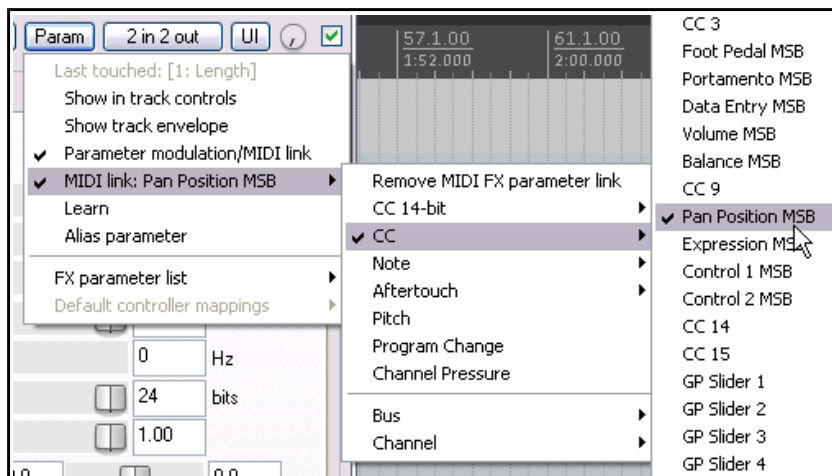 Param 2 in 2 out UI
Last touched: [1: Length]
Show in track controls
Show track envelope
Parameter modulation/MIDI link
MIDI link: Pan Position MSB
Learn
Alias parameter
FX parameter list
Default controller mappings
0 Hz
24 bits
1.00
57.1.00 61.1.00
1:52.000 2:00.000
Remove MIDI FX parameter link
CC 14-bit
CC
Note
Aftertouch
Pitch
Program Change
Channel Pressure
Bus
Channel
CC 3
Foot Pedal MSB
Portamento MSB
Data Entry MSB
Volume MSB
Balance MSB
CC 9
Pan Position MSB
Expression MS
Control 1 MSB
Control 2 MSB
CC 14
CC 15
GP Slider 1
GP Slider 2
GP Slider 3
GP Slider 4